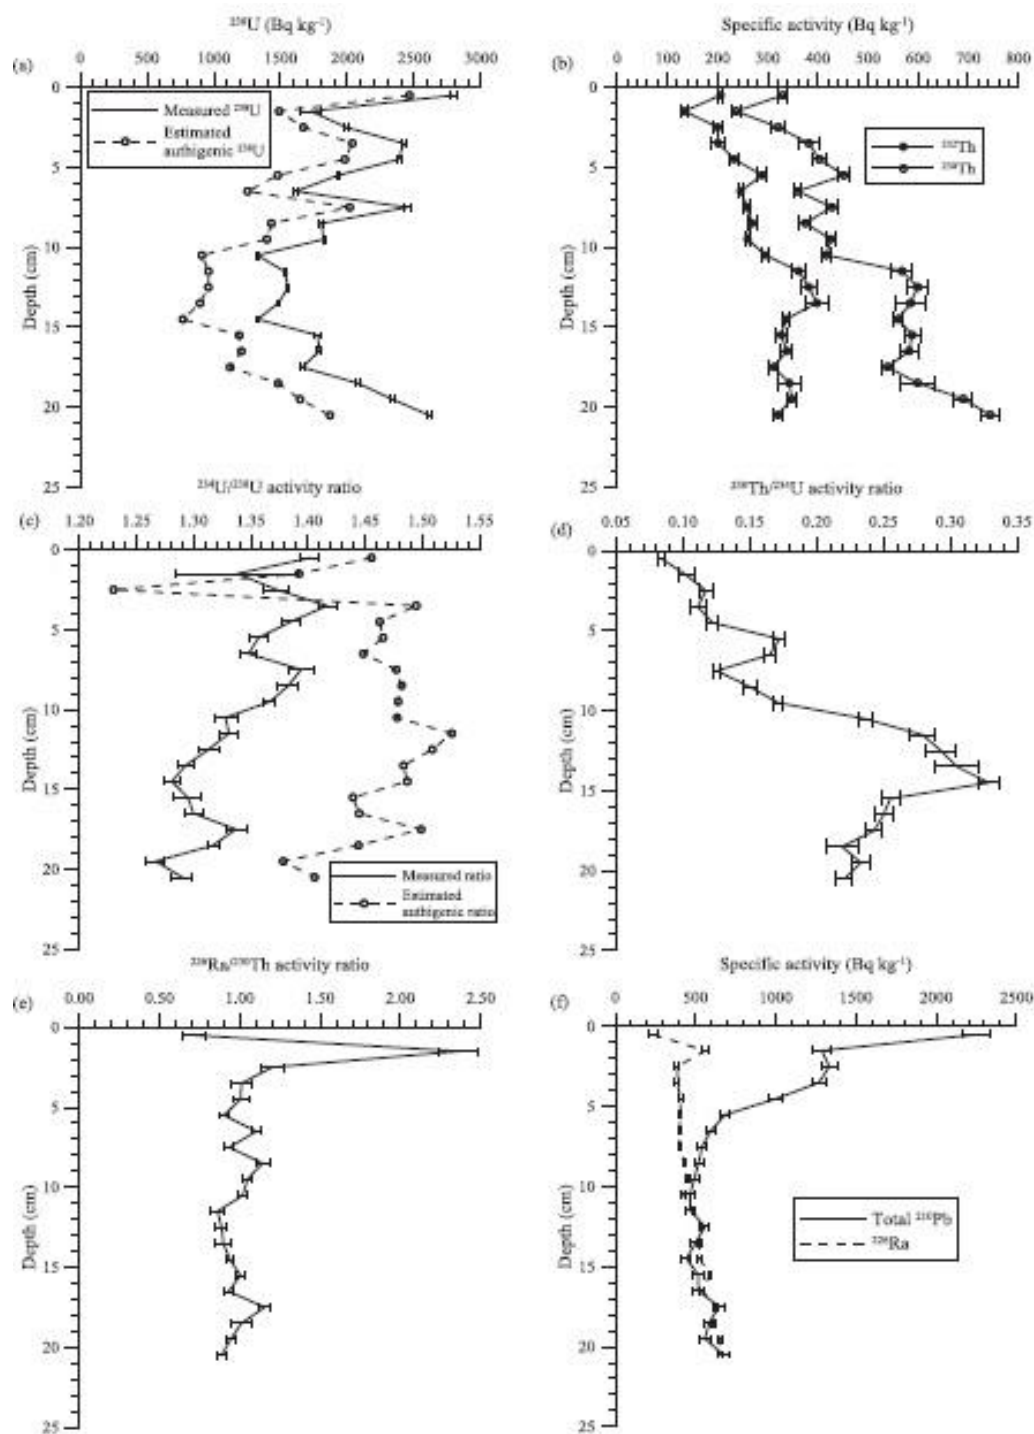 ²³⁸U (Bq kg⁻¹)
Specific activity (Bq kg⁻¹)
(a)
0 500 1000 1500 2000 2500 3000
(b)
0 100 200 300 400 500 600 700 800
0
5
10
15
20
25
Depth (cm)
Measured ²³⁸U
Estimated
authigenic ²³⁸U
0
5
10
15
20
25
Depth (cm)
²³²Th
²³⁰Th
²³⁴U/²³⁸U activity ratio
²³⁰Th/²³⁴U activity ratio
(c)
1.20 1.25 1.30 1.35 1.40 1.45 1.50 1.55
(d)
0.05 0.10 0.15 0.20 0.25 0.30 0.35
0
5
10
15
20
25
Depth (cm)
Measured ratio
Estimated
authigenic ratio
0
5
10
15
20
25
Depth (cm)
²²⁶Ra/²³⁰Th activity ratio
Specific activity (Bq kg⁻¹)
(e)
0.00 0.50 1.00 1.50 2.00 2.50
(f)
0 500 1000 1500 2000 2500
0
5
10
15
20
25
Depth (cm)
0
5
10
15
20
25
Depth (cm)
Total ²¹⁰Pb
²²⁶Ra